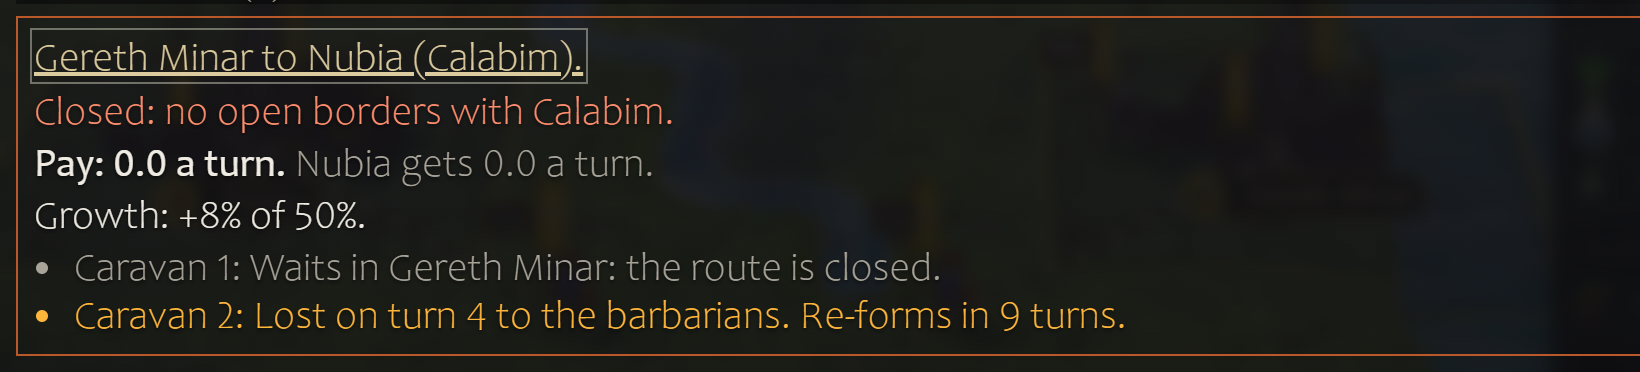 Gereth Minar to Nubia (Calabim).
Closed: no open borders with Calabim.
Pay: 0.0 a turn. Nubia gets 0.0 a turn.
Growth: +8% of 50%.
• Caravan 1: Waits in Gereth Minar: the route is closed.
• Caravan 2: Lost on turn 4 to the barbarians. Re-forms in 9 turns.